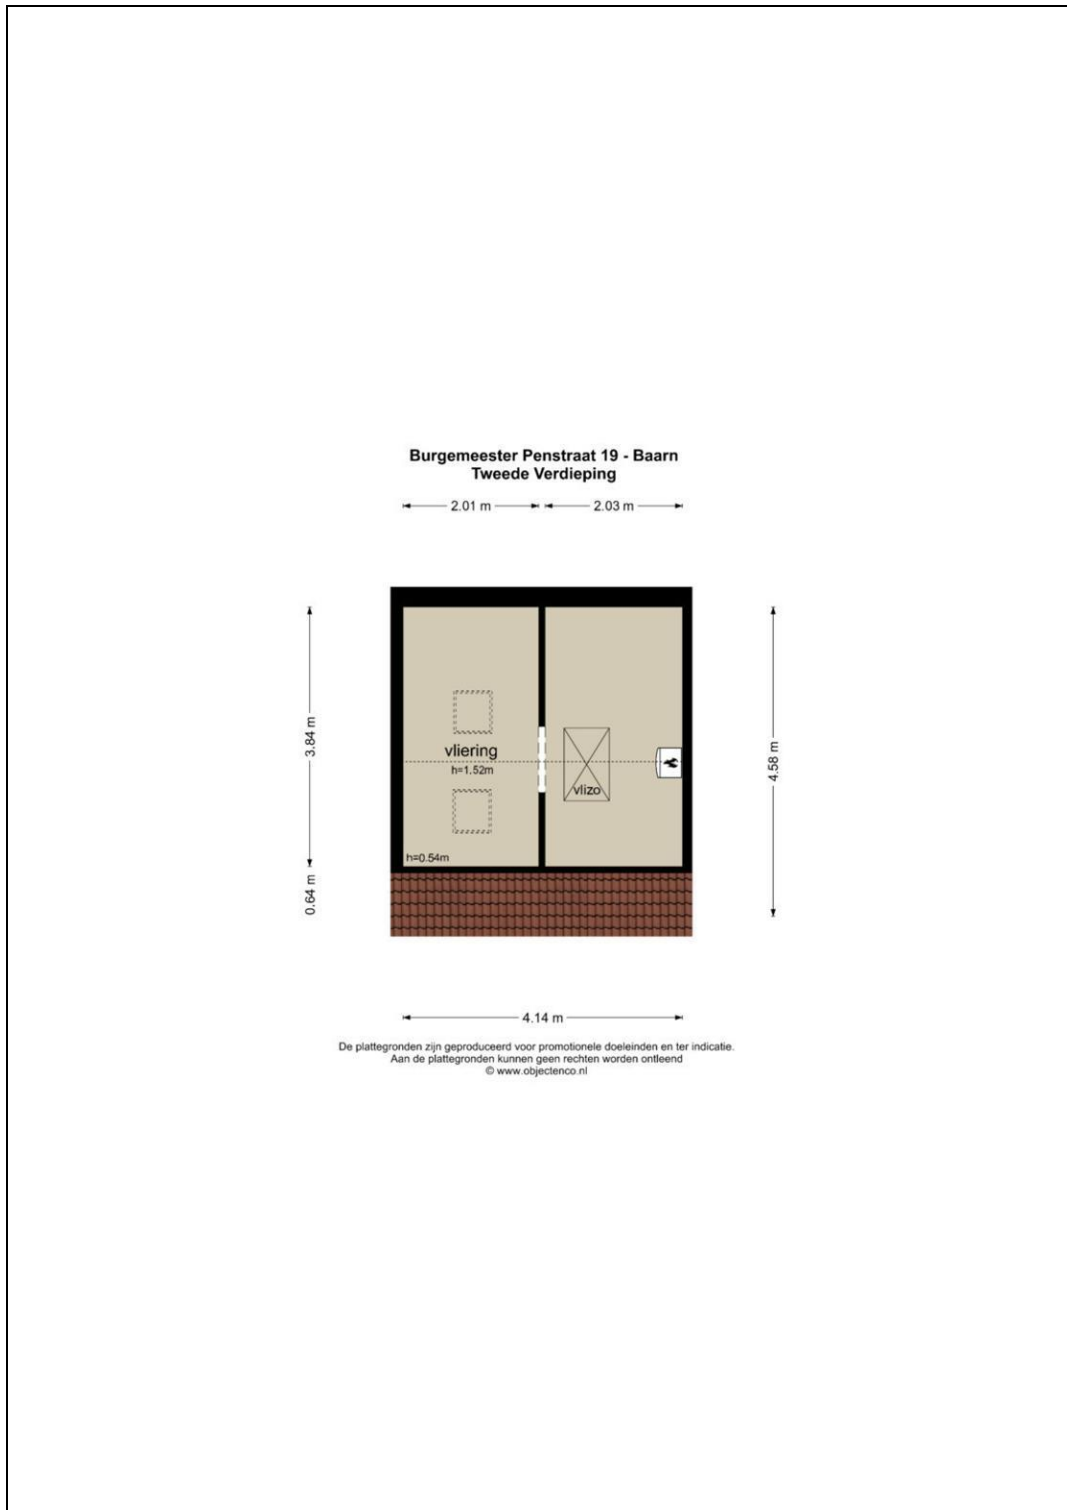 Burgemeester Penstraat 19 - Baarn
Tweede Verdieping
2.01 m
2.03 m
3.84 m
0.64 m
4.58 m
vliering
h=1.52m
vlizo
h=0.54m
4.14 m
De plattegronden zijn geproduceerd voor promotionele doeleinden en ter indicatie.
Aan de plattegronden kunnen geen rechten worden ontleend
© www.objectenco.nl